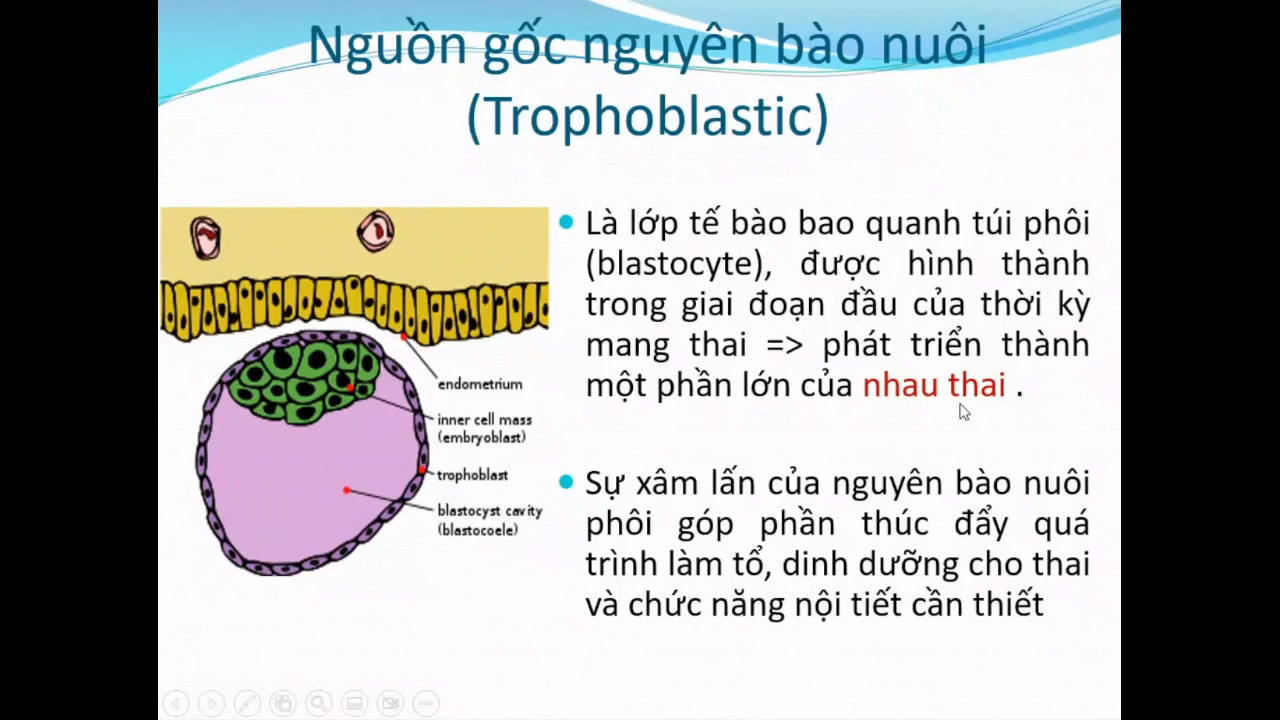 Nguồn gốc nguyên bào nuôi
(Trophoblastic)
endometrium
inner cell mass
(embryoblast)
trophoblast
blastocyst cavity
(blastocoele)
Là lớp tế bào bao quanh túi phôi
(blastocyte), được hình thành
trong giai đoạn đầu của thời kỳ
mang thai => phát triển thành
một phần lớn của nhau thai .
Sự xâm lấn của nguyên bào nuôi
phôi góp phần thúc đẩy quá
trình làm tổ, dinh dưỡng cho thai
và chức năng nội tiết cần thiết